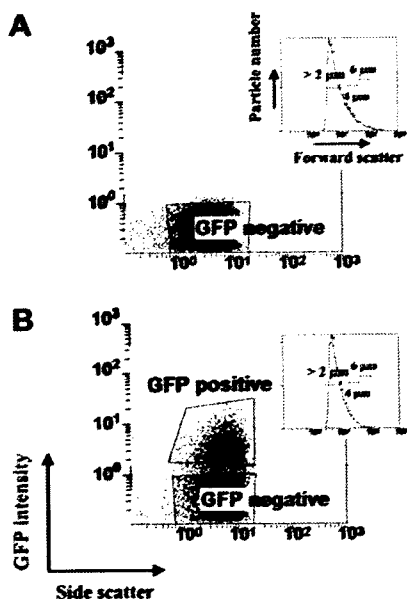 A
10³
10²
10¹
10⁰
Particle number
> 2 μm
6 μm
4 μm
Forward scatter
GFP negative
10⁰ 10¹ 10² 10³
B
10³
10²
10¹
10⁰
GFP positive
> 2 μm
6 μm
4 μm
GFP negative
10⁰ 10¹ 10² 10³
GFP intensity
Side scatter